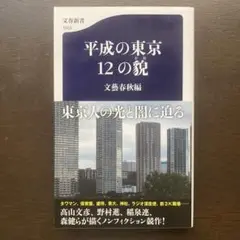 文春新書
平成の東京
12の貌
文藝春秋編
東京人の光と闇に迫る
高山文彦、野村進、稲泉連、
森健らが描くノンフィクション競作!